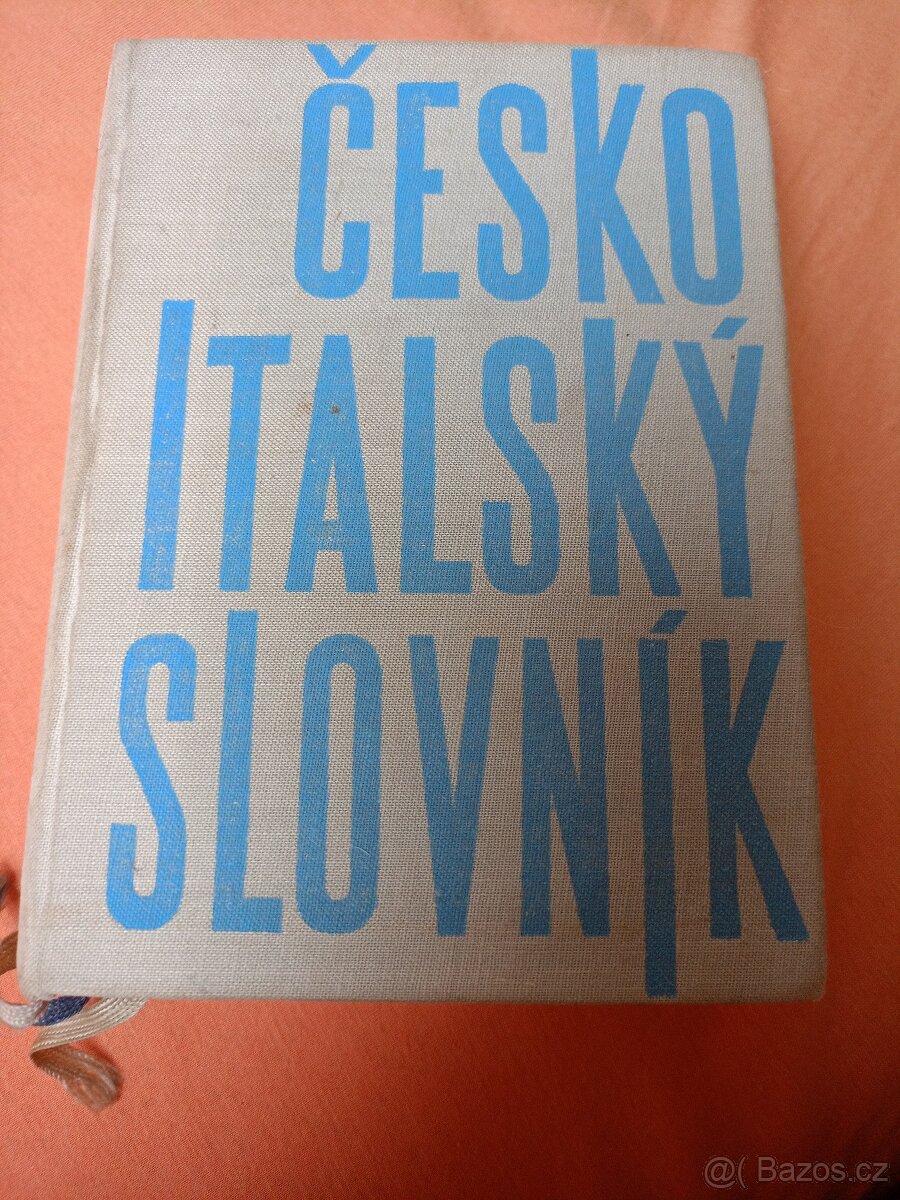 ČESKO
ITALSKÝ
SLOVNÍK
@( Bazos.cz